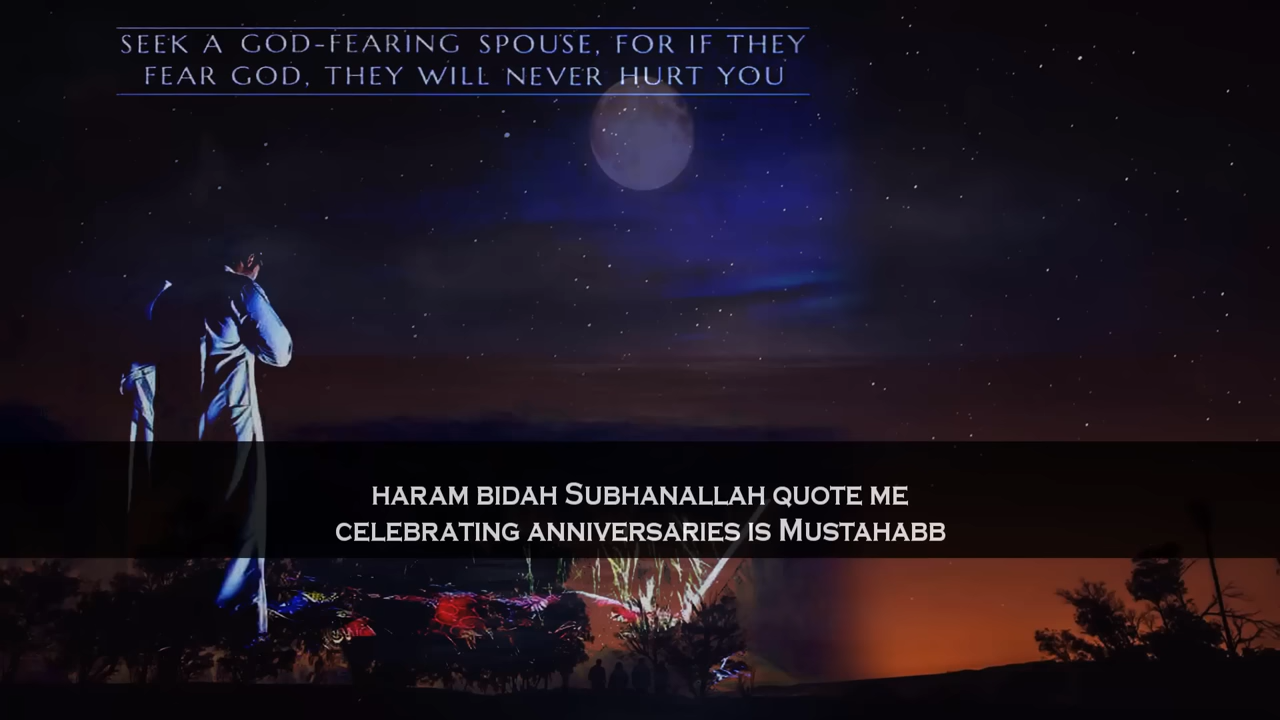 SEEK A GOD-FEARING SPOUSE, FOR IF THEY
FEAR GOD, THEY WILL NEVER HURT YOU
HARAM BIDAH SUBHANALLAH QUOTE ME
CELEBRATING ANNIVERSARIES IS MUSTAHABB